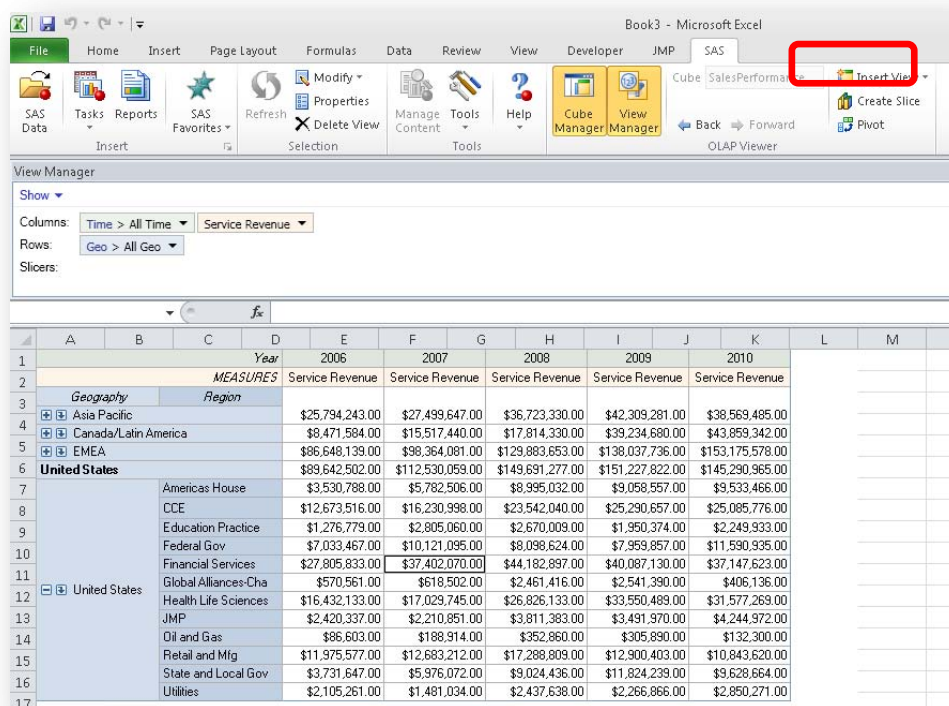 Book3 - Microsoft Excel
File Home Insert Page Layout Formulas Data Review View Developer JMP SAS
SAS Data Tasks Reports SAS Favorites Refresh Modify Properties Delete View Manage Content Tools Help Cube Manager View Manager Cube SalesPerformance Back Forward Insert View Create Slice Pivot
Insert Selection Tools OLAP Viewer
View Manager
Show
Columns: Time > All Time Service Revenue
Rows: Geo > All Geo
Slicers:
fx
A B C D E F G H I J K L M
1 Year 2006 2007 2008 2009 2010
2 MEASURES Service Revenue Service Revenue Service Revenue Service Revenue Service Revenue
3 Geography Region
4 Asia Pacific $25,794,243.00 $27,499,647.00 $36,723,330.00 $42,309,281.00 $38,569,485.00
5 Canada/Latin America $8,471,584.00 $15,517,440.00 $17,814,330.00 $39,234,680.00 $43,859,342.00
EMEA $86,648,139.00 $98,364,081.00 $129,883,653.00 $138,037,736.00 $153,175,578.00
6 United States $89,642,502.00 $112,530,059.00 $149,691,277.00 $151,227,822.00 $145,290,965.00
7 Americas House $3,530,788.00 $5,782,506.00 $8,995,032.00 $9,058,557.00 $9,533,466.00
8 CCE $12,673,516.00 $16,230,998.00 $23,542,040.00 $25,290,657.00 $25,085,776.00
9 Education Practice $1,276,779.00 $2,805,060.00 $2,670,009.00 $1,950,374.00 $2,249,933.00
10 Federal Gov $7,033,467.00 $10,121,095.00 $8,098,624.00 $7,959,857.00 $11,590,935.00
11 Financial Services $27,805,833.00 $37,402,070.00 $44,182,897.00 $40,087,130.00 $37,147,623.00
Global Alliances-Cha $570,561.00 $618,502.00 $2,461,416.00 $2,541,390.00 $406,136.00
12 United States Health Life Sciences $16,432,133.00 $17,029,745.00 $26,826,133.00 $33,550,489.00 $31,577,269.00
13 JMP $2,420,337.00 $2,210,851.00 $3,811,383.00 $3,491,970.00 $4,244,972.00
14 Oil and Gas $86,603.00 $188,914.00 $352,860.00 $305,890.00 $132,300.00
15 Retail and Mfg $11,975,577.00 $12,683,212.00 $17,288,809.00 $12,900,403.00 $10,843,620.00
16 State and Local Gov $3,731,647.00 $5,976,072.00 $9,024,436.00 $11,824,239.00 $9,628,664.00
17 Utilities $2,105,261.00 $1,481,034.00 $2,437,638.00 $2,266,866.00 $2,850,271.00